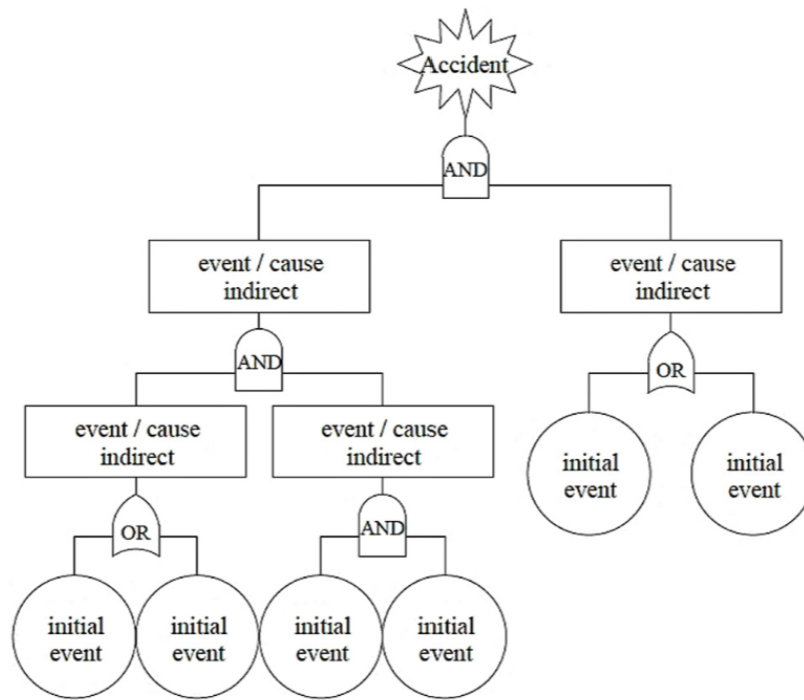 Accident
AND
event / cause
indirect
event / cause
indirect
AND
OR
event / cause
indirect
event / cause
indirect
initial
event
initial
event
OR
AND
initial
event
initial
event
initial
event
initial
event